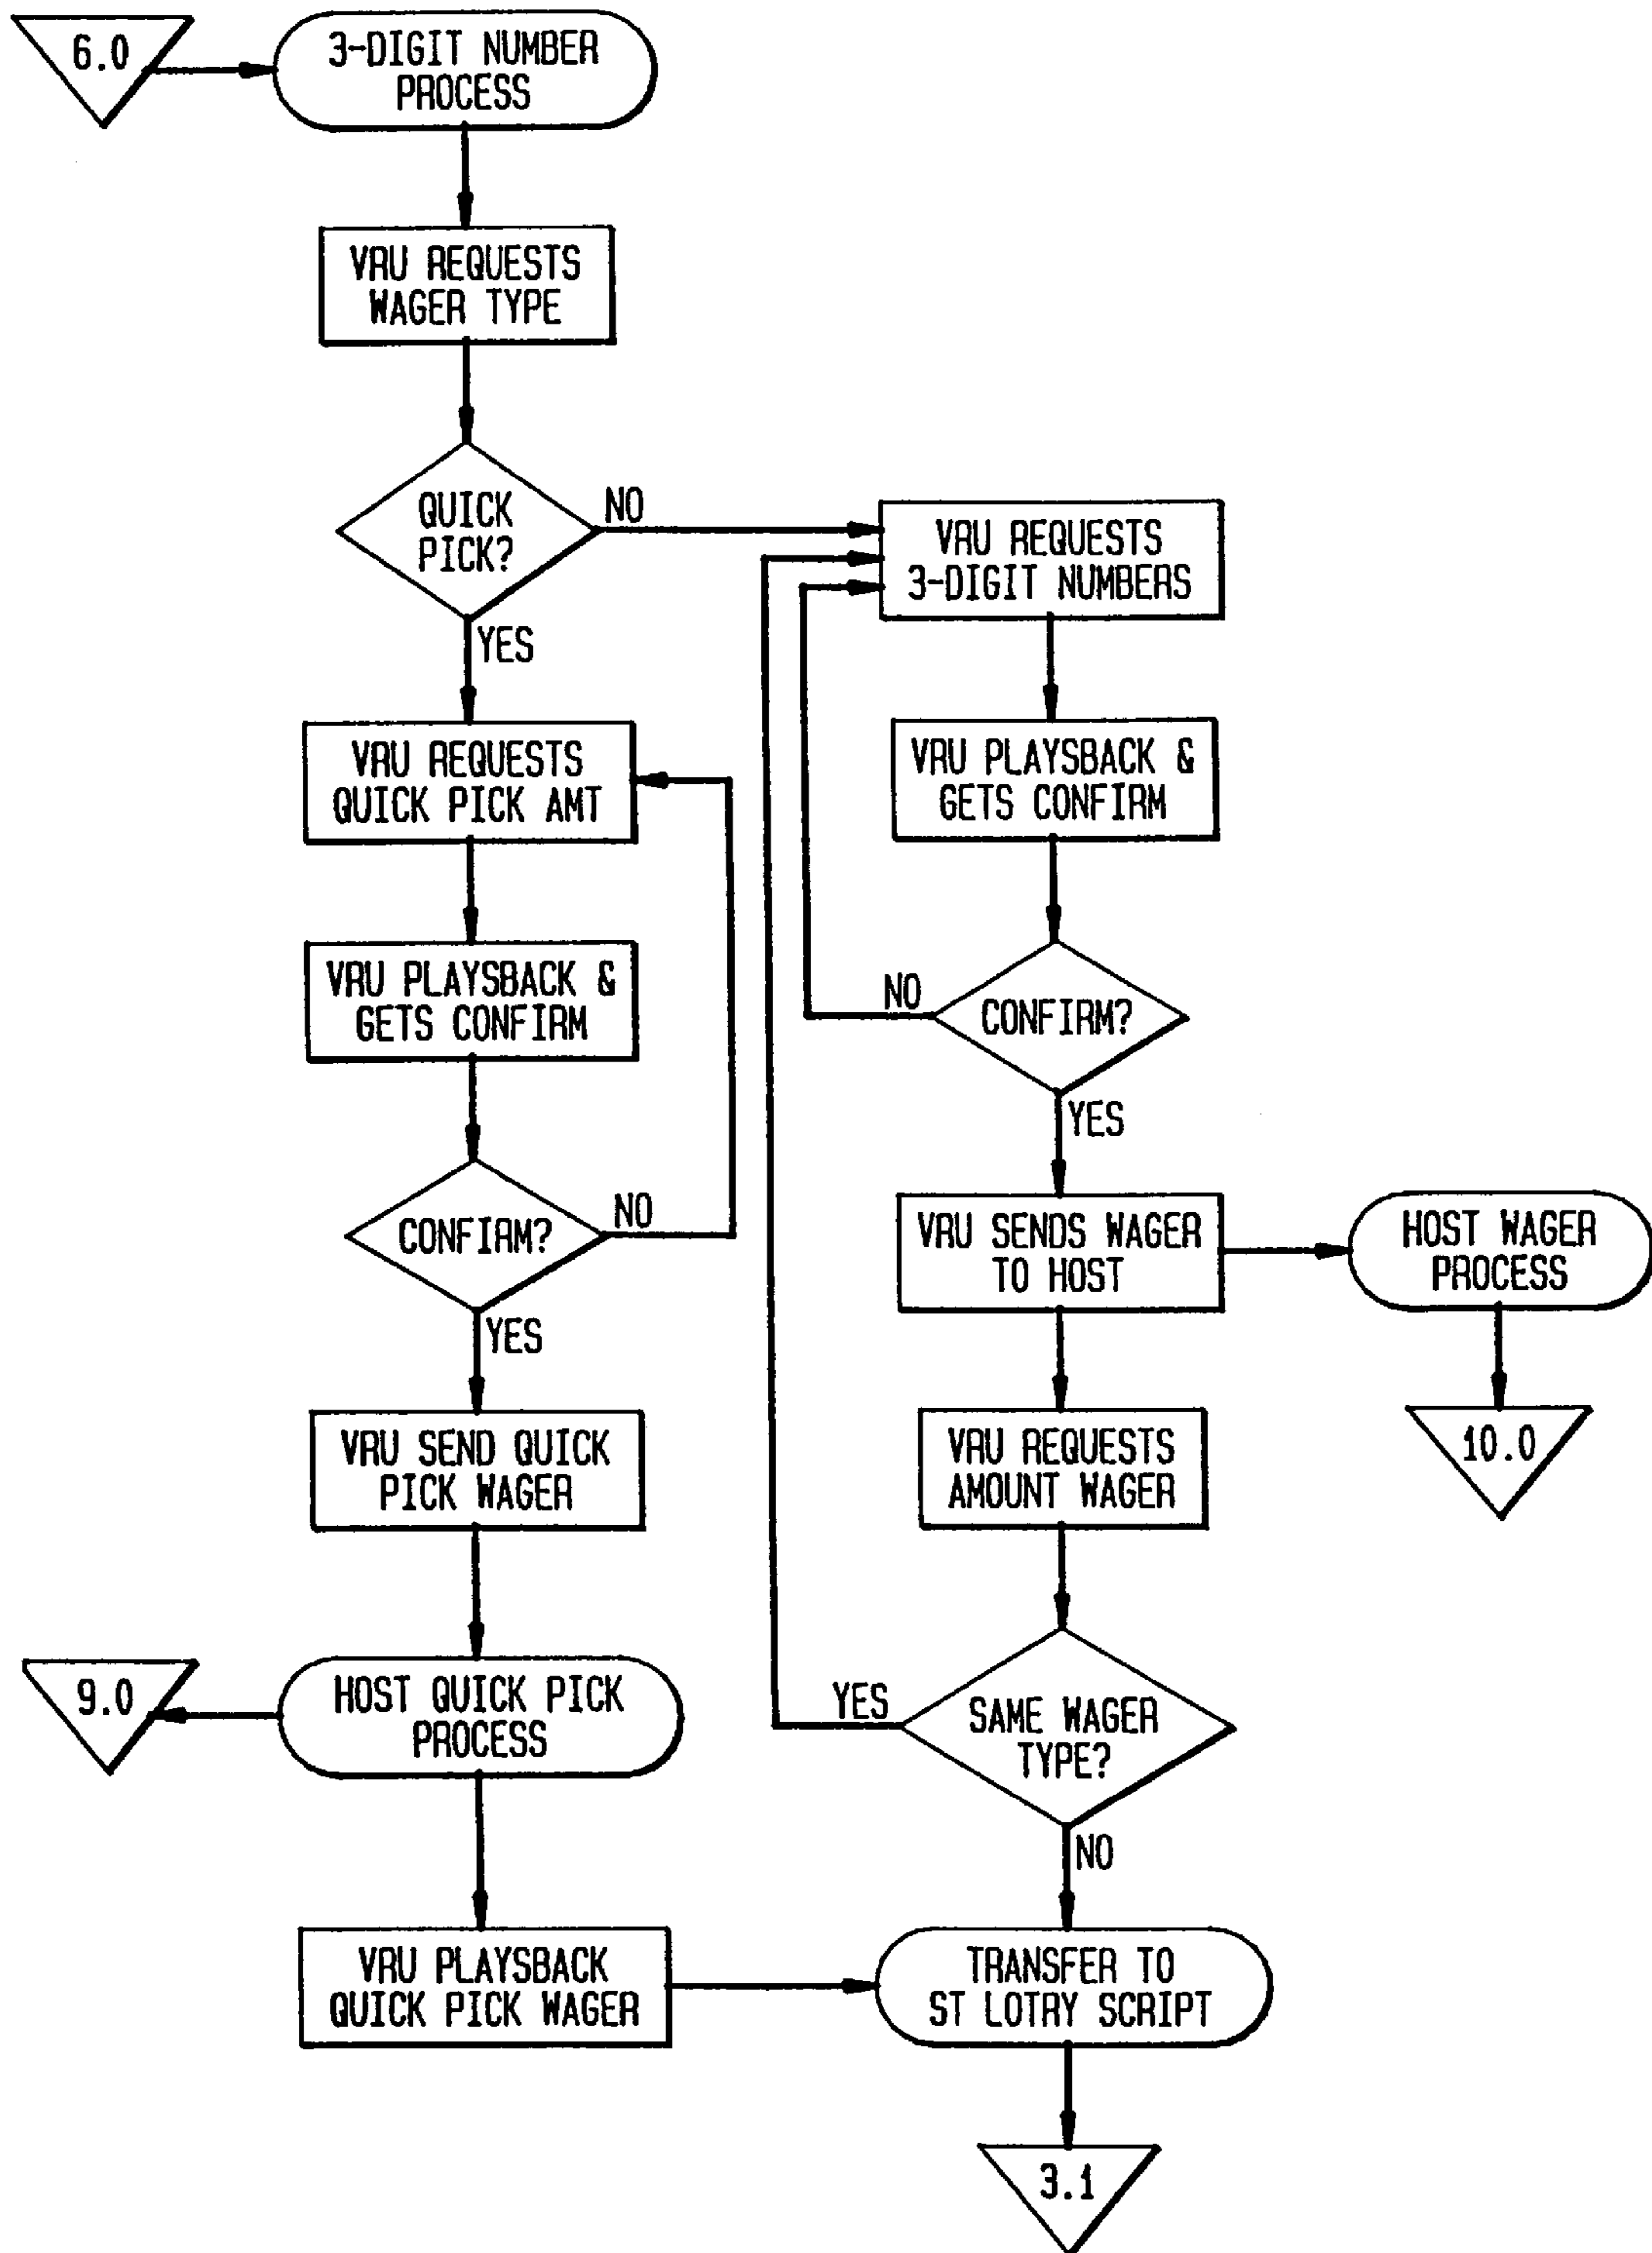 6.0
3-DIGIT NUMBER
PROCESS
VRU REQUESTS
WAGER TYPE
QUICK
PICK?
NO
YES
VRU REQUESTS
3-DIGIT NUMBERS
VRU REQUESTS
QUICK PICK AMT
VRU PLAYSBACK &
GETS CONFIRM
VRU PLAYSBACK &
GETS CONFIRM
CONFIRM?
NO
YES
CONFIRM?
NO
YES
VRU SENDS WAGER
TO HOST
HOST WAGER
PROCESS
10.0
VRU SEND QUICK
PICK WAGER
VRU REQUESTS
AMOUNT WAGER
9.0
HOST QUICK PICK
PROCESS
SAME WAGER
TYPE?
YES
NO
VRU PLAYSBACK
QUICK PICK WAGER
TRANSFER TO
ST LOTRY SCRIPT
3.1